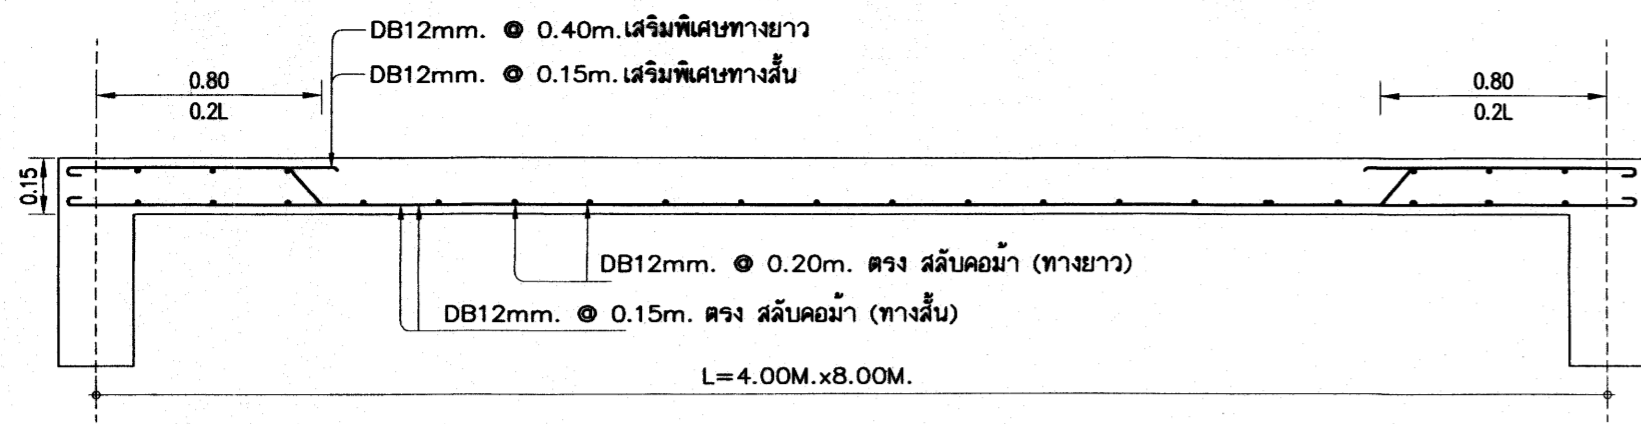 DB12mm. @ 0.40m.เสริมพิเศษทางยาว
DB12mm. @ 0.15m.เสริมพิเศษทางสั้น
0.80
0.2L
0.80
0.2L
0.15
DB12mm. @ 0.20m. ตรง สลับคอม้า (ทางยาว)
DB12mm. @ 0.15m. ตรง สลับคอม้า (ทางสั้น)
L=4.00M.x8.00M.